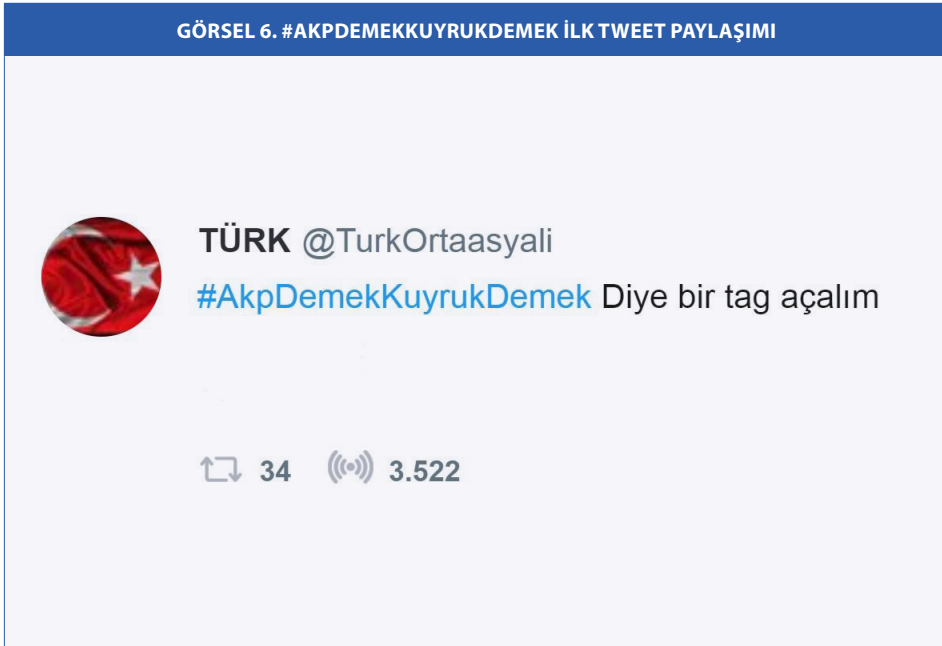 GÖRSEL 6. #AKPDEMEKKUYRUKDEMEK İLK TWEET PAYLAŞIMI
TÜRK @TurkOrtaasyali
#AkpDemekKuyrukDemek Diye bir tag açalım
34 3.522